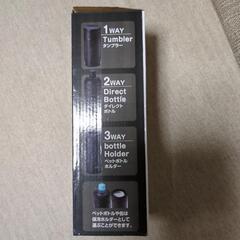 1WAY
Tumbler
タンブラー
2WAY
Direct
Bottle
ダイレクト
ボトル
3WAY
bottle
Holder
ペットボトル
ホルダー
ペットボトルや缶は
保冷ホルダーとして
運ぶことができます